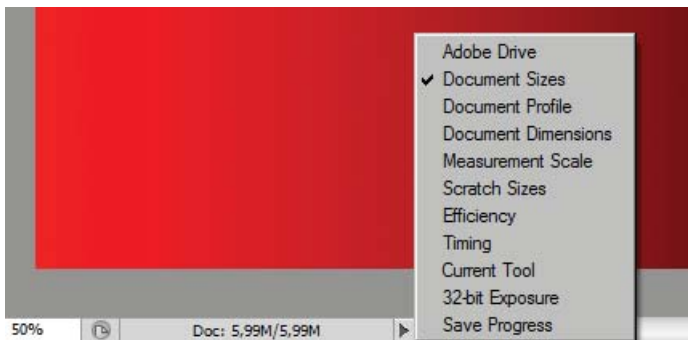 Adobe Drive
Document Sizes
Document Profile
Document Dimensions
Measurement Scale
Scratch Sizes
Efficiency
Timing
Current Tool
32-bit Exposure
Save Progress
50%
Doc: 5,99M/5,99M